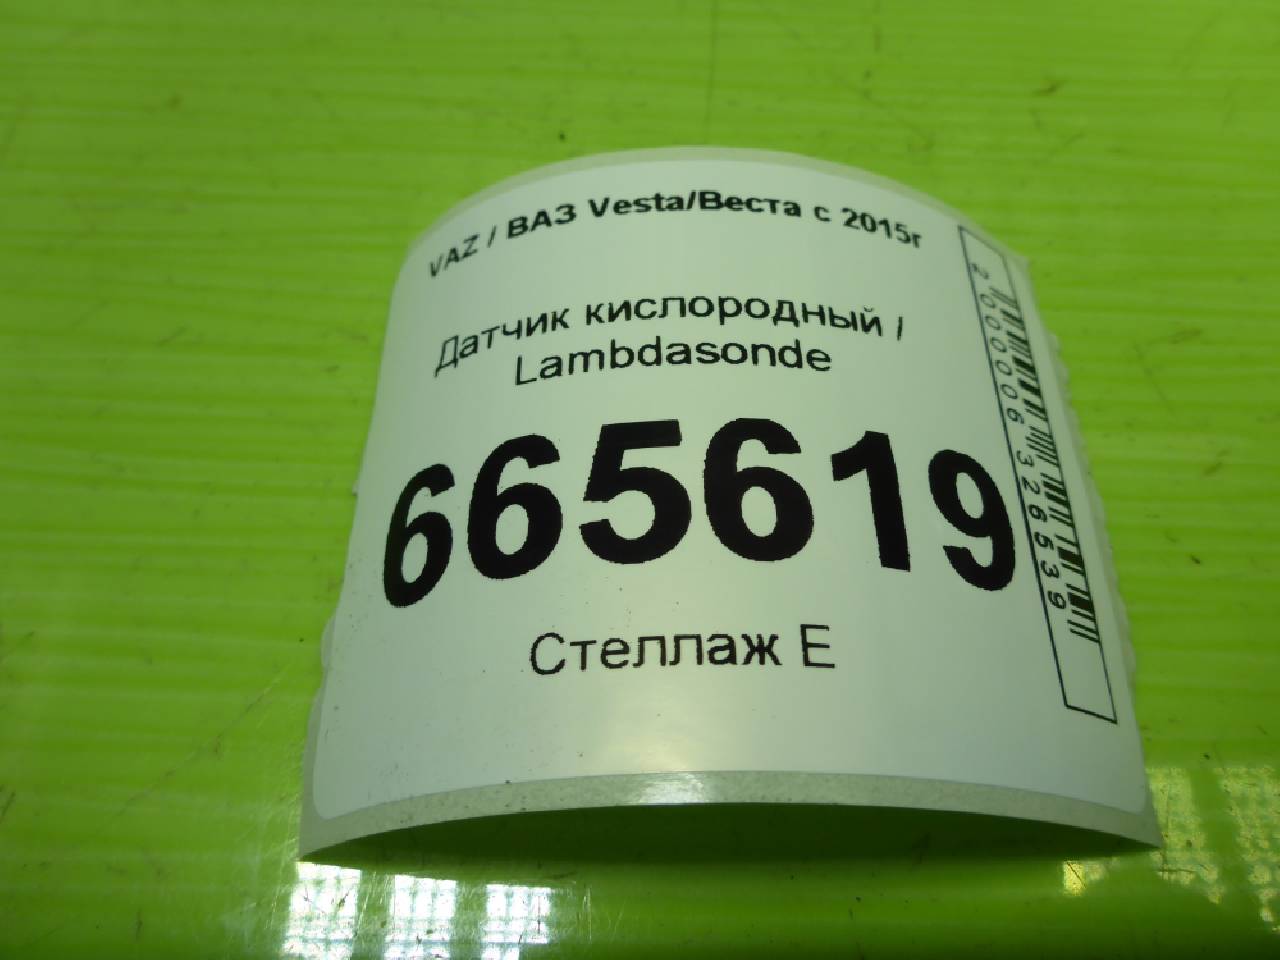 VAZ / ВАЗ Vesta/Веста с 2015г
Датчик кислородный /
Lambdasonde
665619
Стеллаж Е
2000006326539